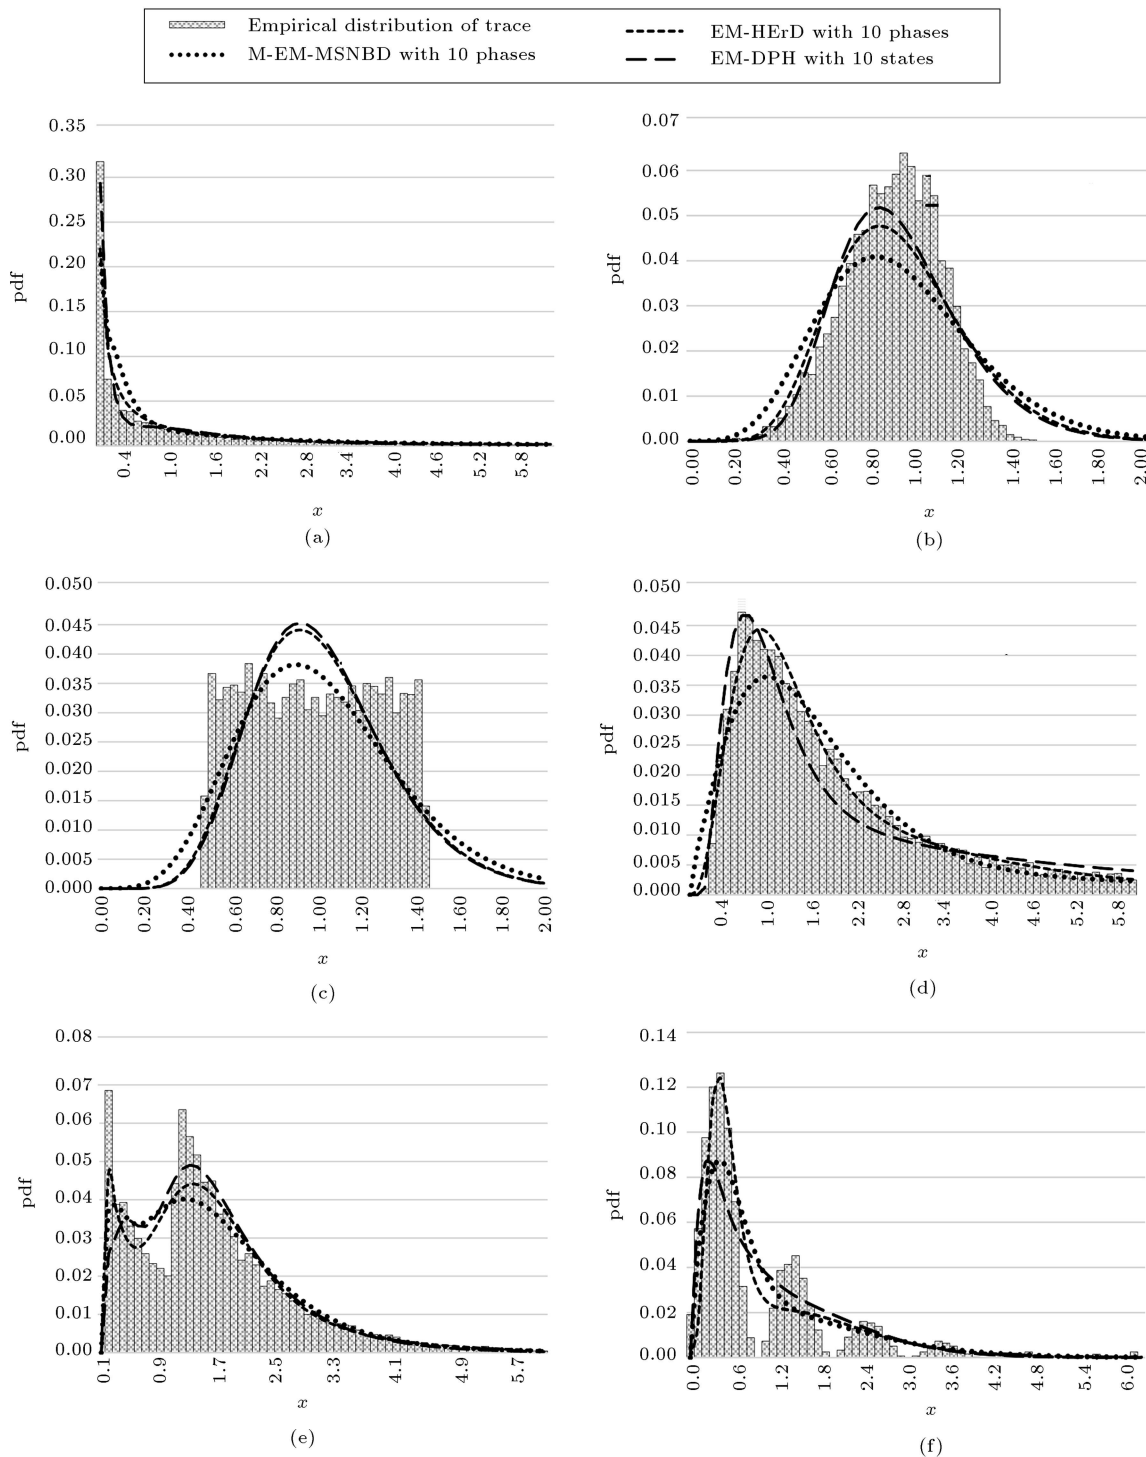 Empirical distribution of trace
M-EM-MSNBD with 10 phases
EM-HErD with 10 phases
EM-DPH with 10 states
0.35
0.30
0.25
0.20
0.15
0.10
0.05
0.00
pdf
0.4 1.0 1.6 2.2 2.8 3.4 4.0 4.6 5.2 5.8
x
(a)
0.07
0.06
0.05
0.04
0.03
0.02
0.01
0.00
pdf
0.00 0.20 0.40 0.60 0.80 1.00 1.20 1.40 1.60 1.80 2.00
x
(b)
0.050
0.045
0.040
0.035
0.030
0.025
0.020
0.015
0.010
0.005
0.000
pdf
0.00 0.20 0.40 0.60 0.80 1.00 1.20 1.40 1.60 1.80 2.00
x
(c)
0.050
0.045
0.040
0.035
0.030
0.025
0.020
0.015
0.010
0.005
0.000
pdf
0.4 1.0 1.6 2.2 2.8 3.4 4.0 4.6 5.2 5.8
x
(d)
0.08
0.07
0.06
0.05
0.04
0.03
0.02
0.01
0.00
pdf
0.1 0.9 1.7 2.5 3.3 4.1 4.9 5.7
x
(e)
0.14
0.12
0.10
0.08
0.06
0.04
0.02
0.00
pdf
0.0 0.6 1.2 1.8 2.4 3.0 3.6 4.2 4.8 5.4 6.0
x
(f)